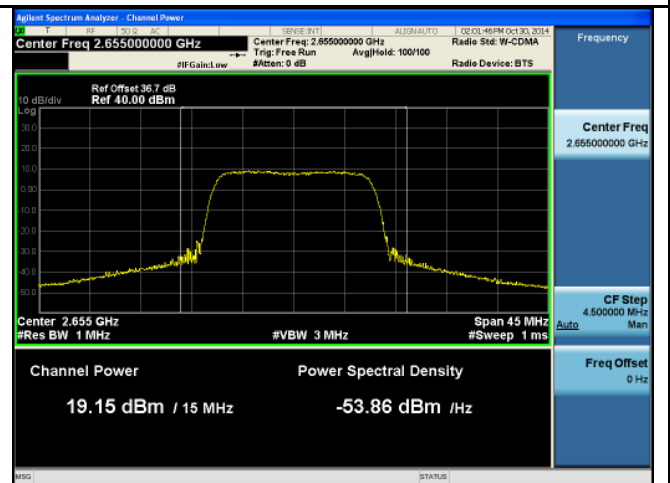 Agilent Spectrum Analyzer - Channel Power
T RF 50 Ω AC SENSE:INT ALIGNAUTO 02:01:46PM Oct 30, 2014
Center Freq 2.655000000 GHz Center Freq: 2.655000000 GHz Radio Std: W-CDMA Frequency
Trig: Free Run Avg|Hold: 100/100
#IFGain:Low #Atten: 0 dB Radio Device: BTS
Ref Offset 36.7 dB
10 dB/div Ref 40.00 dBm
Log
30.0
20.0
10.0
0.00
-10.0
-20.0
-30.0
-40.0
-50.0
Center 2.655 GHz Span 45 MHz
#Res BW 1 MHz #VBW 3 MHz #Sweep 1 ms
Channel Power Power Spectral Density
19.15 dBm / 15 MHz -53.86 dBm /Hz
Center Freq
2.655000000 GHz
CF Step
4.500000 MHz
Auto Man
Freq Offset
0 Hz
MSG STATUS